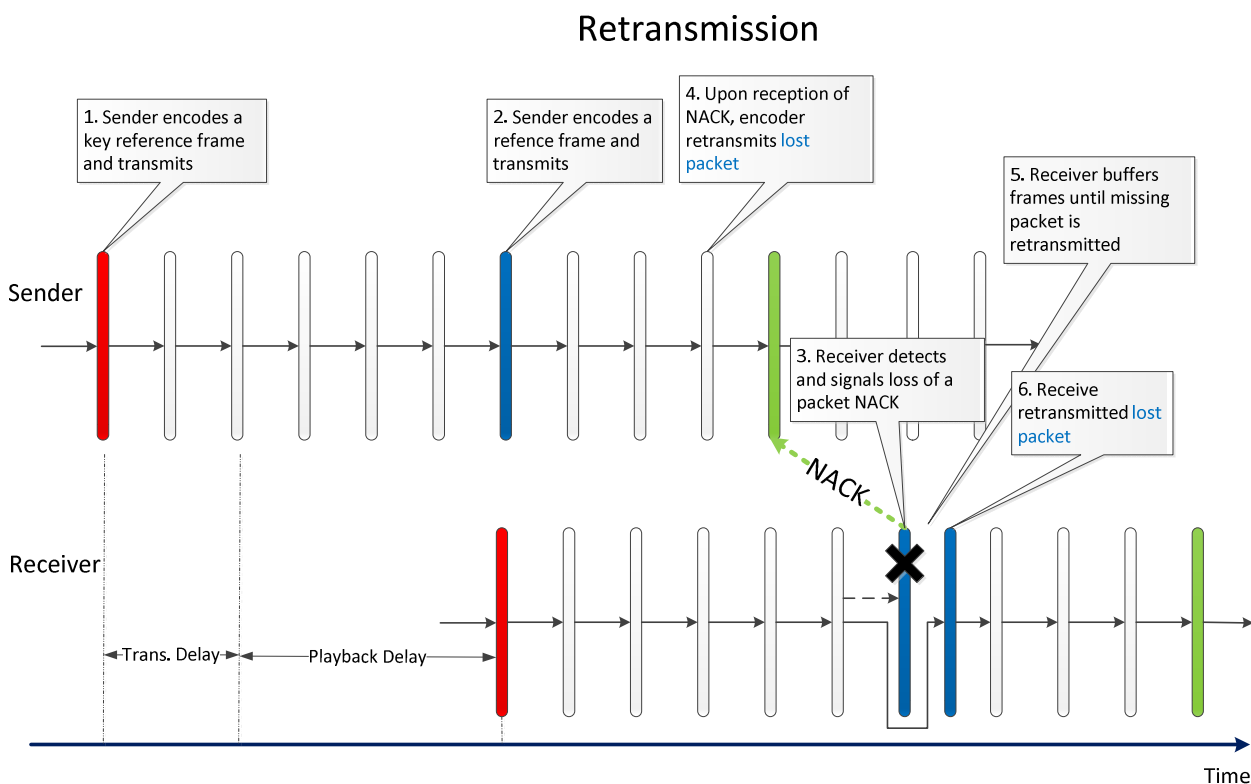 Retransmission
1. Sender encodes a
key reference frame
and transmits
2. Sender encodes a
refence frame and
transmits
4. Upon reception of
NACK, encoder
retransmits lost
packet
5. Receiver buffers
frames until missing
packet is
retransmitted
Sender
3. Receiver detects
and signals loss of a
packet NACK
6. Receive
retransmitted lost
packet
NACK
Receiver
Trans. Delay
Playback Delay
Time